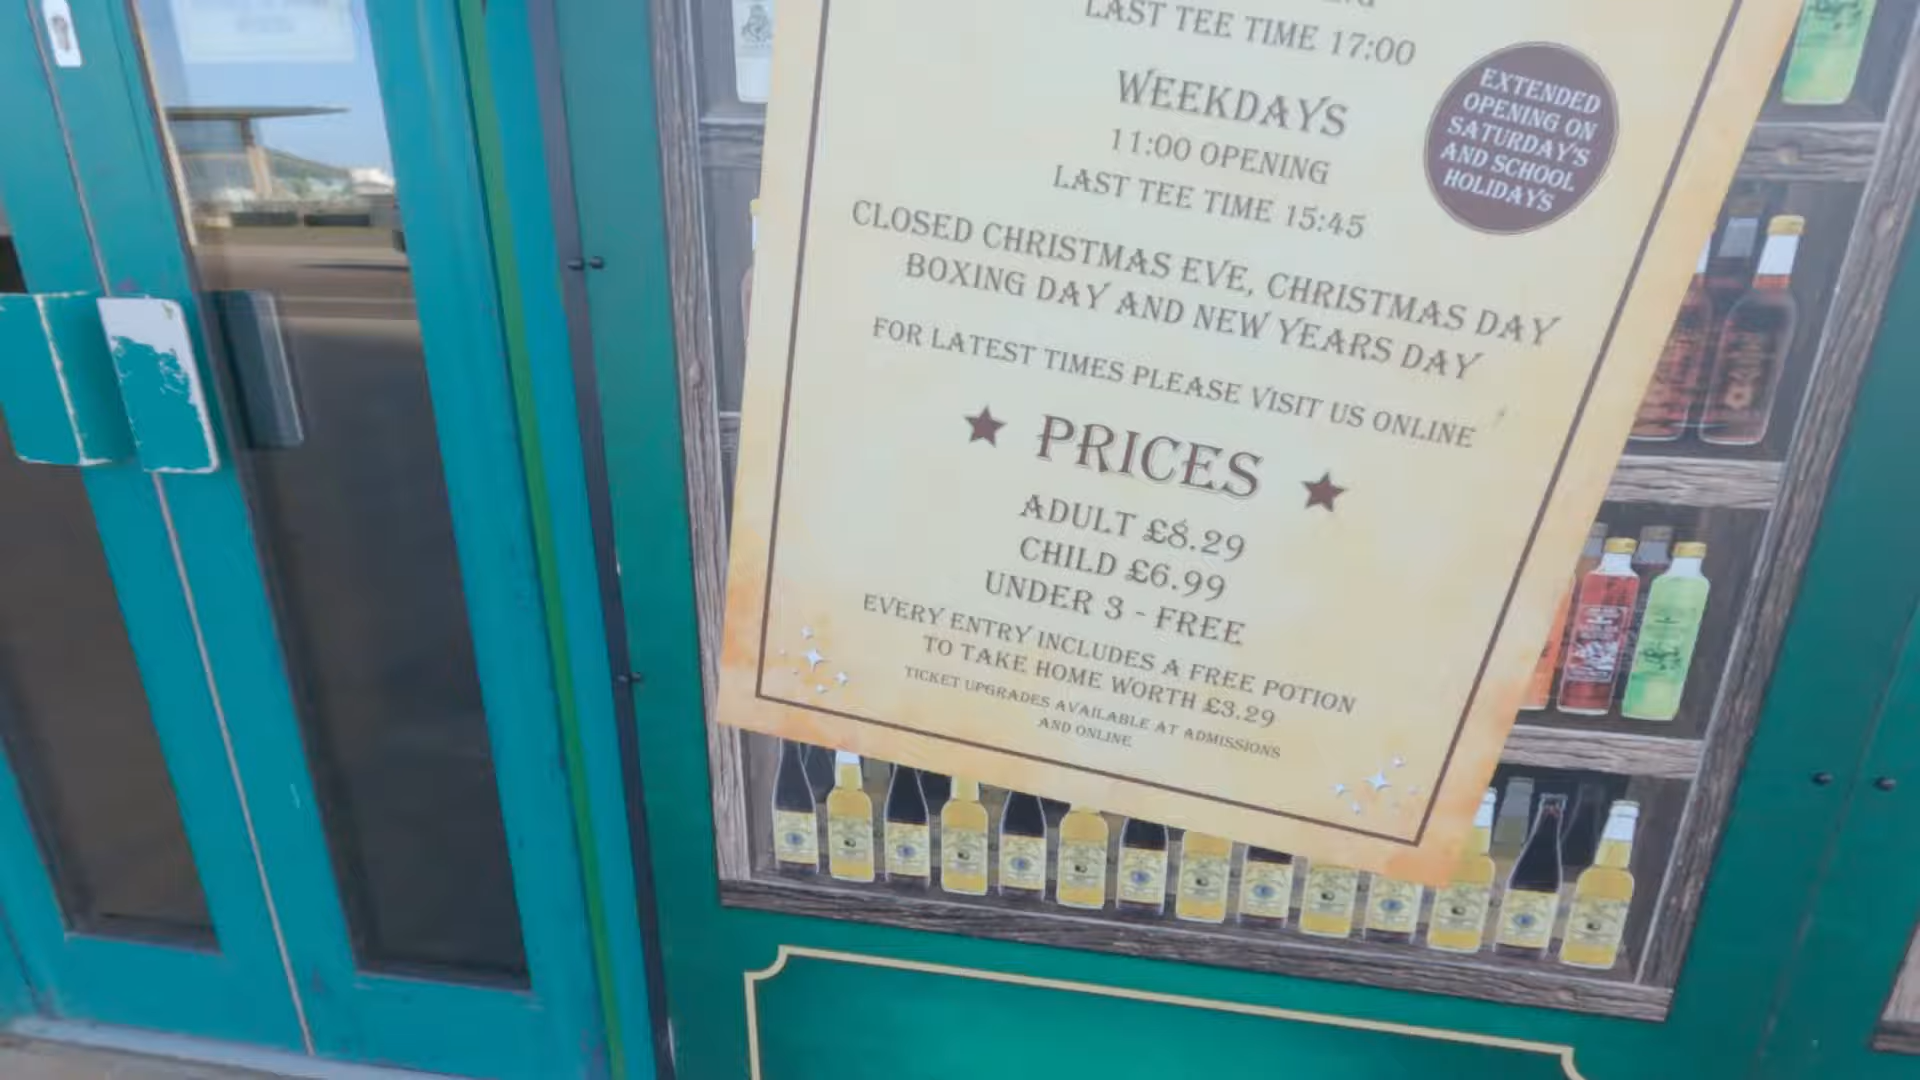 LAST TEE TIME 17:00
WEEKDAYS
11:00 OPENING
LAST TEE TIME 15:45
EXTENDED
OPENING ON
SATURDAY'S
AND SCHOOL
HOLIDAYS
CLOSED CHRISTMAS EVE, CHRISTMAS DAY
BOXING DAY AND NEW YEARS DAY
FOR LATEST TIMES PLEASE VISIT US ONLINE
PRICES
ADULT £8.29
CHILD £6.99
UNDER 3 - FREE
EVERY ENTRY INCLUDES A FREE POTION
TO TAKE HOME WORTH £3.29
TICKET UPGRADES AVAILABLE AT ADMISSIONS
AND ONLINE